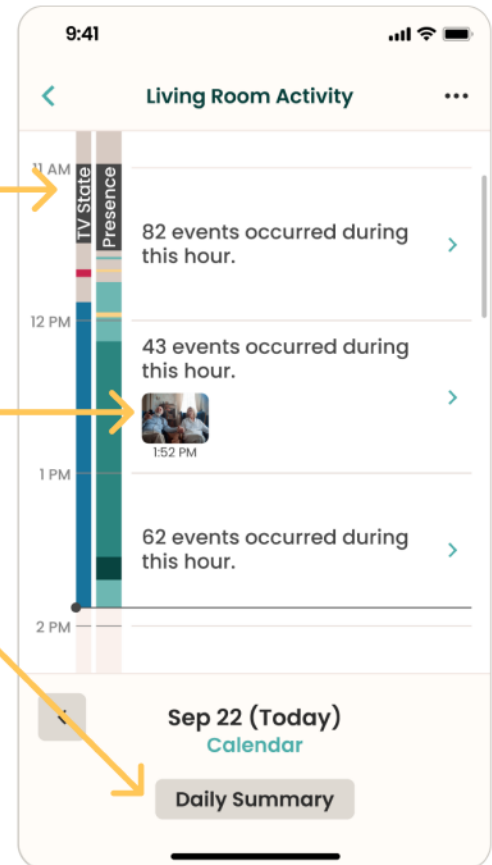 9:41
Living Room Activity
11 AM
TV State
Presence
82 events occurred during
this hour.
12 PM
43 events occurred during
this hour.
1:52 PM
1 PM
62 events occurred during
this hour.
2 PM
Sep 22 (Today)
Calendar
Daily Summary